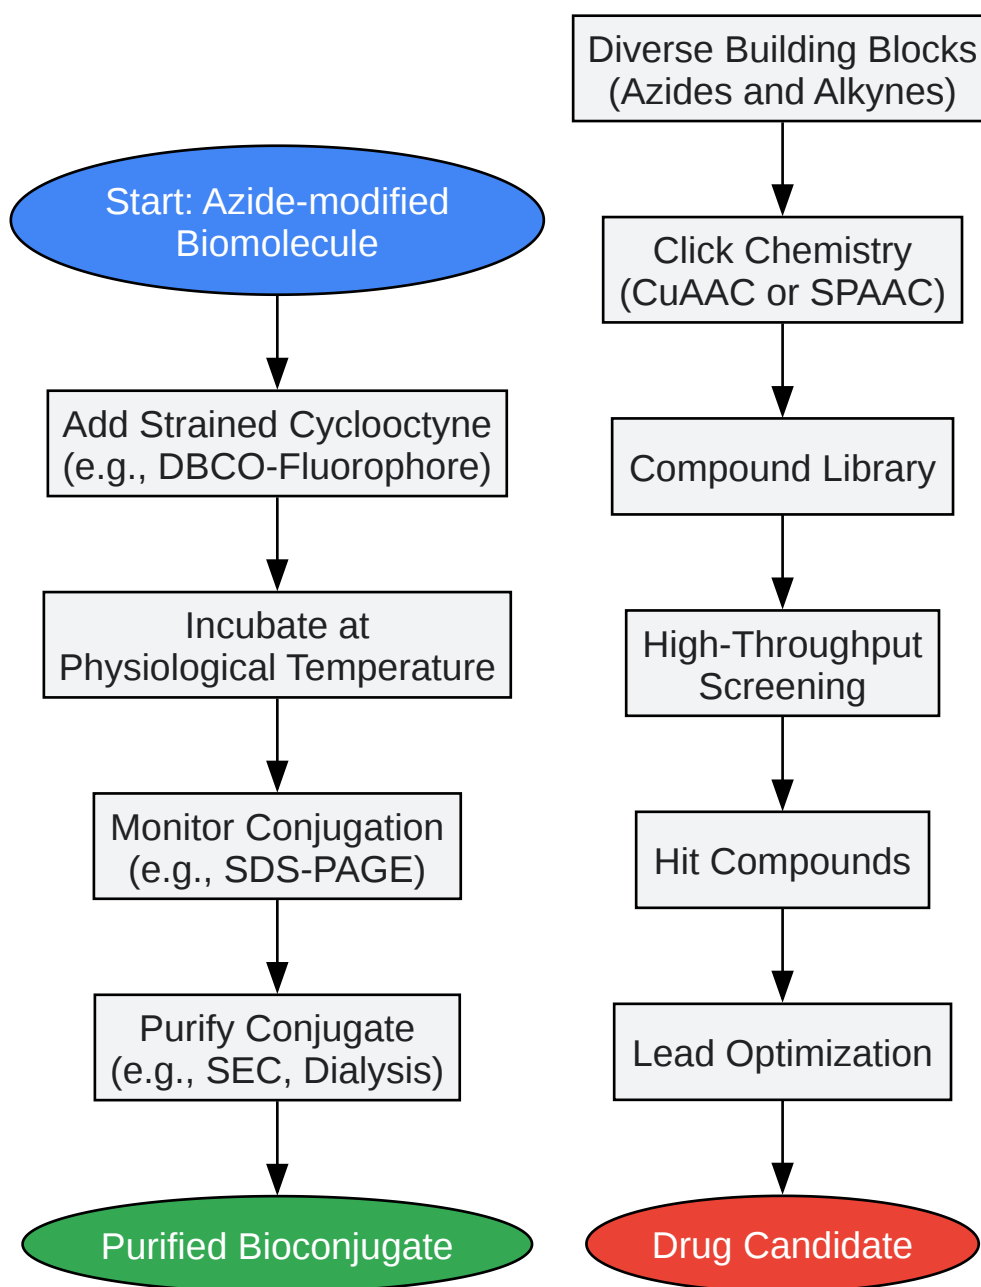 Start: Azide-modified
Biomolecule
Add Strained Cyclooctyne
(e.g., DBCO-Fluorophore)
Incubate at
Physiological Temperature
Monitor Conjugation
(e.g., SDS-PAGE)
Purify Conjugate
(e.g., SEC, Dialysis)
Purified Bioconjugate
Diverse Building Blocks
(Azides and Alkynes)
Click Chemistry
(CuAAC or SPAAC)
Compound Library
High-Throughput
Screening
Hit Compounds
Lead Optimization
Drug Candidate